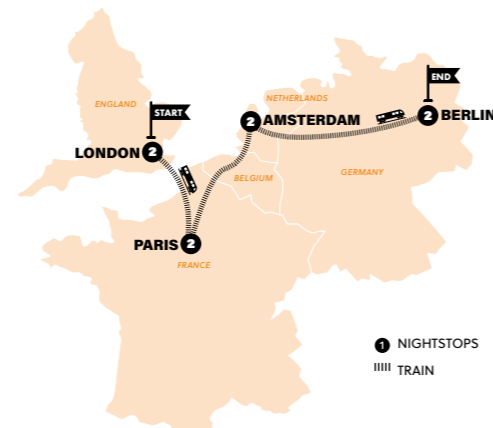 END
NETHERLANDS
ENGLAND
START
2 AMSTERDAM
2 BERLIN
LONDON 2
BELGIUM
GERMANY
PARIS 2
FRANCE
1 NIGHTSTOPS
TRAIN